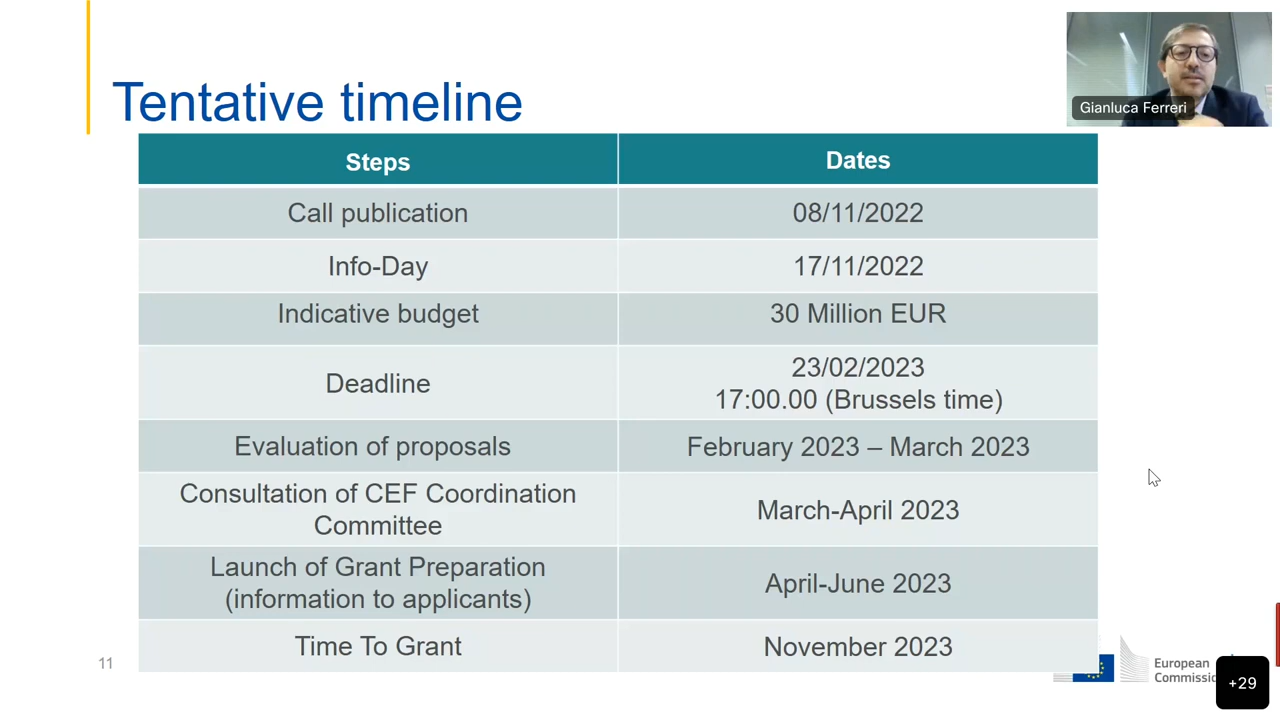 Gianluca Ferreri
Tentative timeline
Steps
Dates
Call publication
08/11/2022
Info-Day
17/11/2022
Indicative budget
30 Million EUR
Deadline
23/02/2023
17:00.00 (Brussels time)
Evaluation of proposals
February 2023 – March 2023
Consultation of CEF Coordination
Committee
March-April 2023
Launch of Grant Preparation
(information to applicants)
April-June 2023
Time To Grant
November 2023
11
European
Commissi
+29